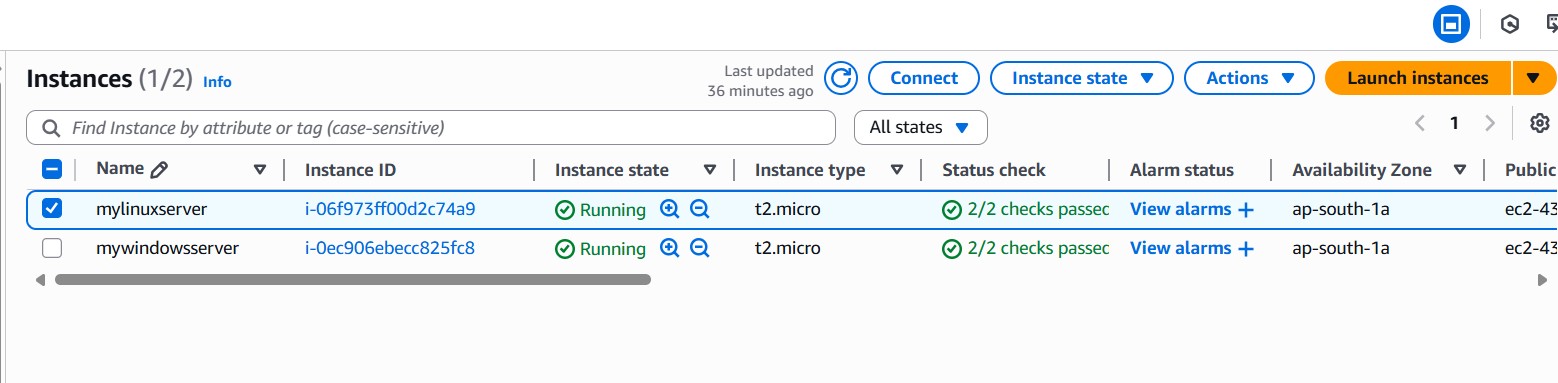 Instances (1/2) Info
Last updated
36 minutes ago
Connect
Instance state
Actions
Launch instances
Find Instance by attribute or tag (case-sensitive)
All states
1
Name Instance ID Instance state Instance type Status check Alarm status Availability Zone Public
mylinuxserver i-06f973ff00d2c74a9 Running t2.micro 2/2 checks passec View alarms + ap-south-1a ec2-43
mywindowsserver i-0ec906ebecc825fc8 Running t2.micro 2/2 checks passec View alarms + ap-south-1a ec2-43